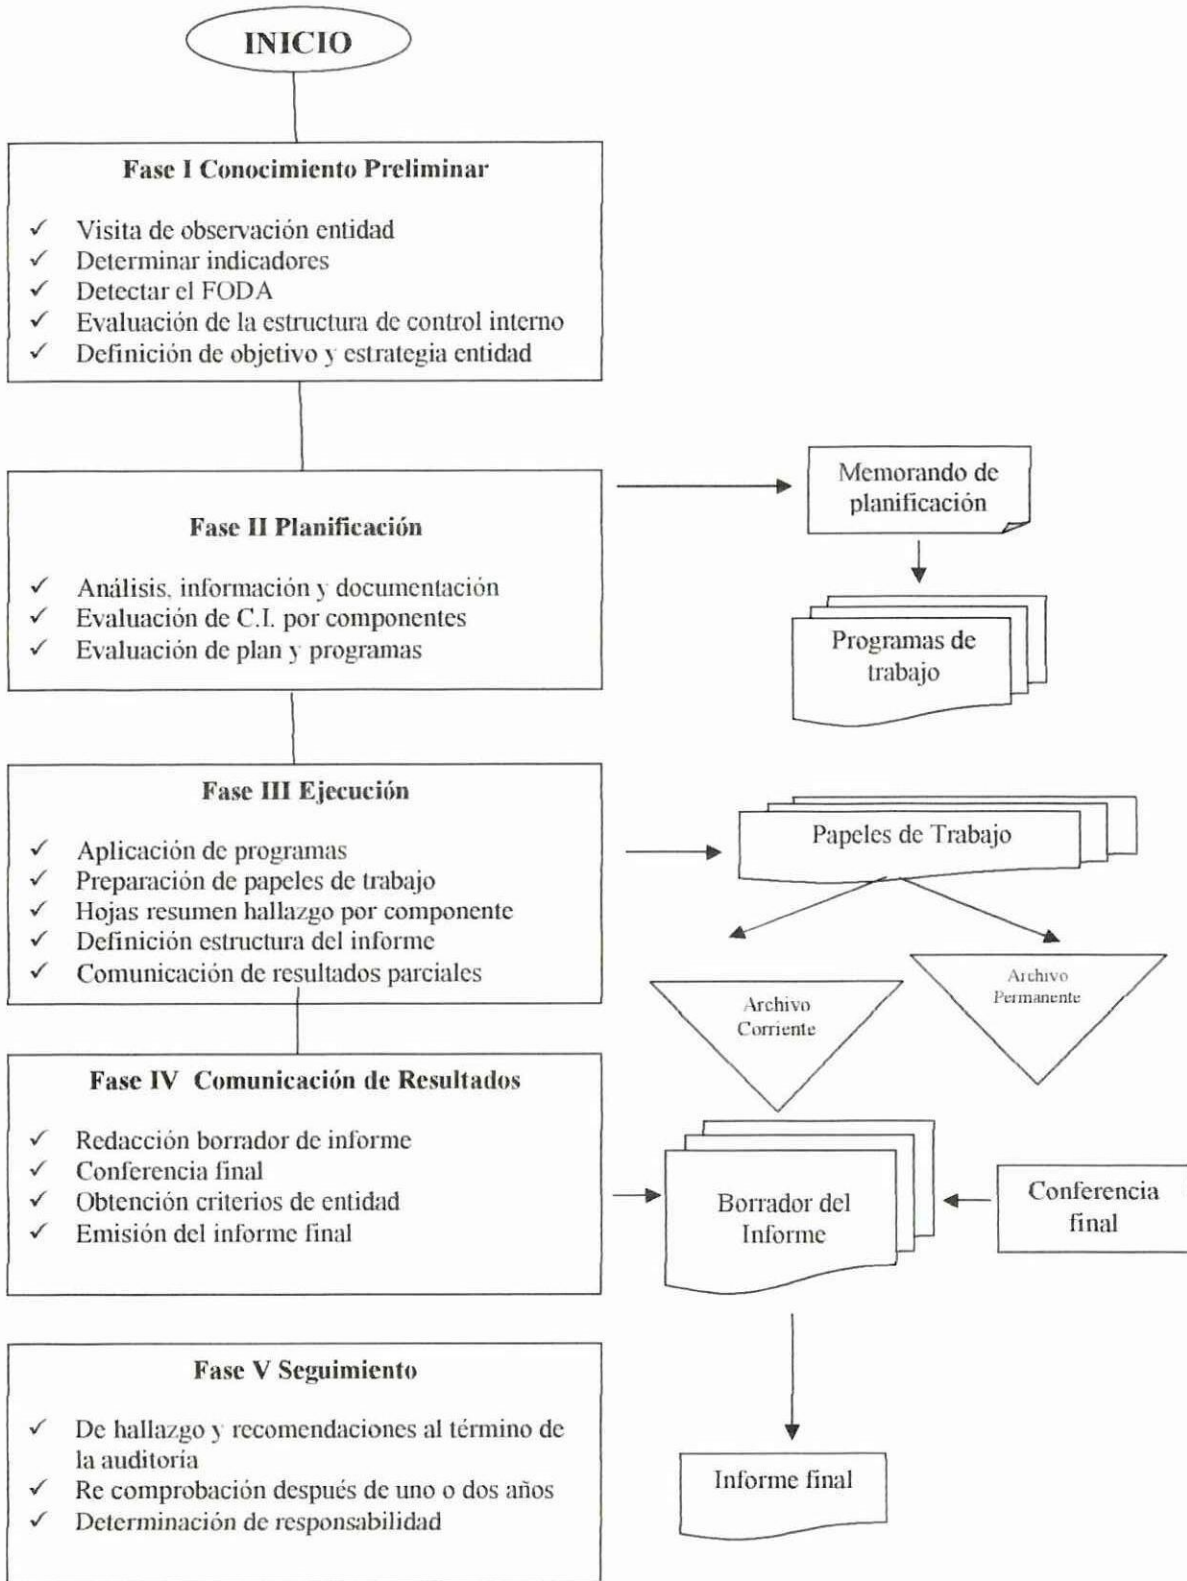 INICIO
Fase I Conocimiento Preliminar
✓ Visita de observación entidad
✓ Determinar indicadores
✓ Detectar el FODA
✓ Evaluación de la estructura de control interno
✓ Definición de objetivo y estrategia entidad
Fase II Planificación
✓ Análisis, información y documentación
✓ Evaluación de C.I. por componentes
✓ Evaluación de plan y programas
Memorando de
planificación
Programas de
trabajo
Fase III Ejecución
✓ Aplicación de programas
✓ Preparación de papeles de trabajo
✓ Hojas resumen hallazgo por componente
✓ Definición estructura del informe
✓ Comunicación de resultados parciales
Papeles de Trabajo
Archivo
Corriente
Archivo
Permanente
Fase IV Comunicación de Resultados
✓ Redacción borrador de informe
✓ Conferencia final
✓ Obtención criterios de entidad
✓ Emisión del informe final
Borrador del
Informe
Conferencia
final
Fase V Seguimiento
✓ De hallazgo y recomendaciones al término de
la auditoría
✓ Re comprobación después de uno o dos años
✓ Determinación de responsabilidad
Informe final